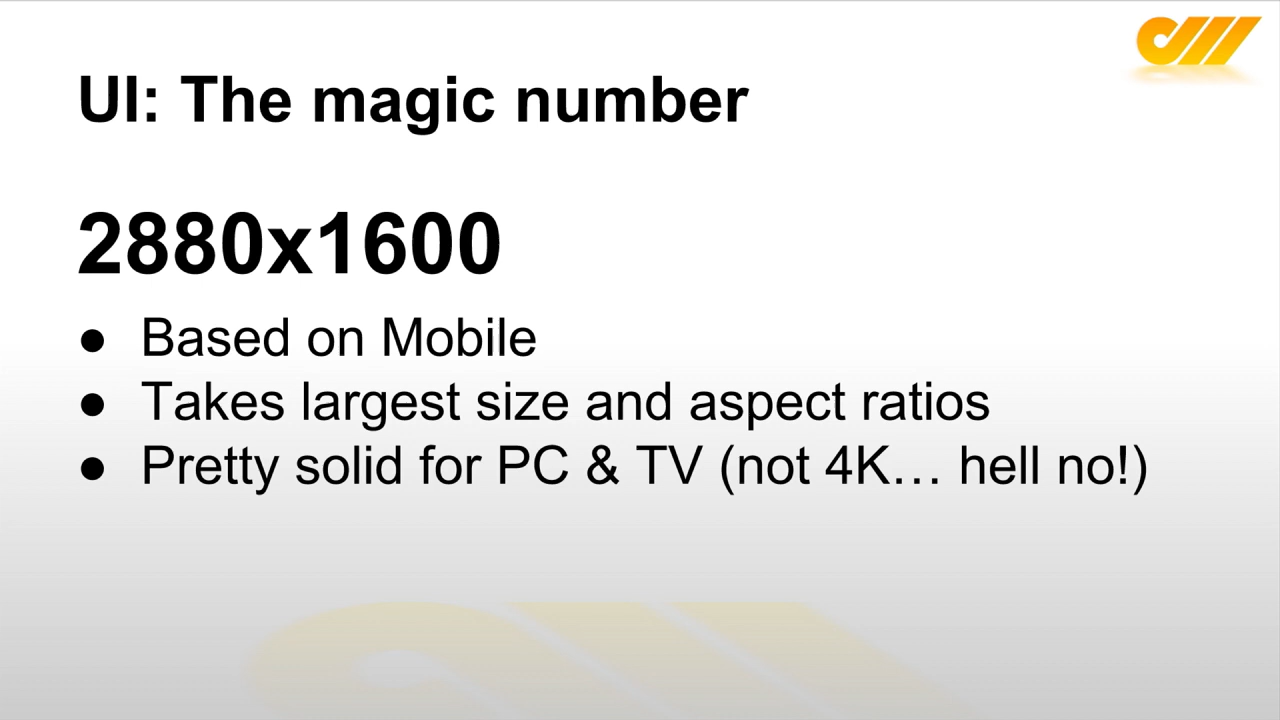 UI: The magic number
2880x1600
● Based on Mobile
● Takes largest size and aspect ratios
● Pretty solid for PC & TV (not 4K… hell no!)